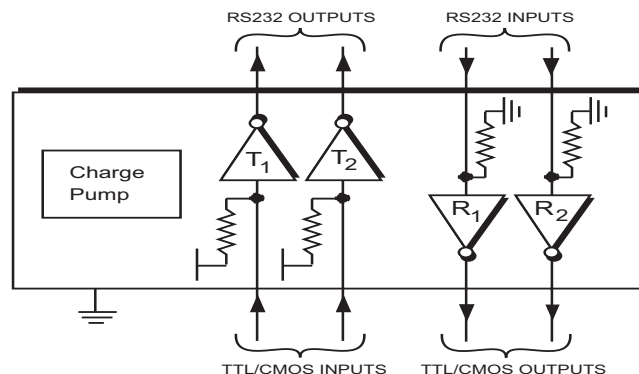 RS232 OUTPUTS
RS232 INPUTS
T1
T2
Charge
Pump
R1
R2
TTL/CMOS INPUTS
TTL/CMOS OUTPUTS